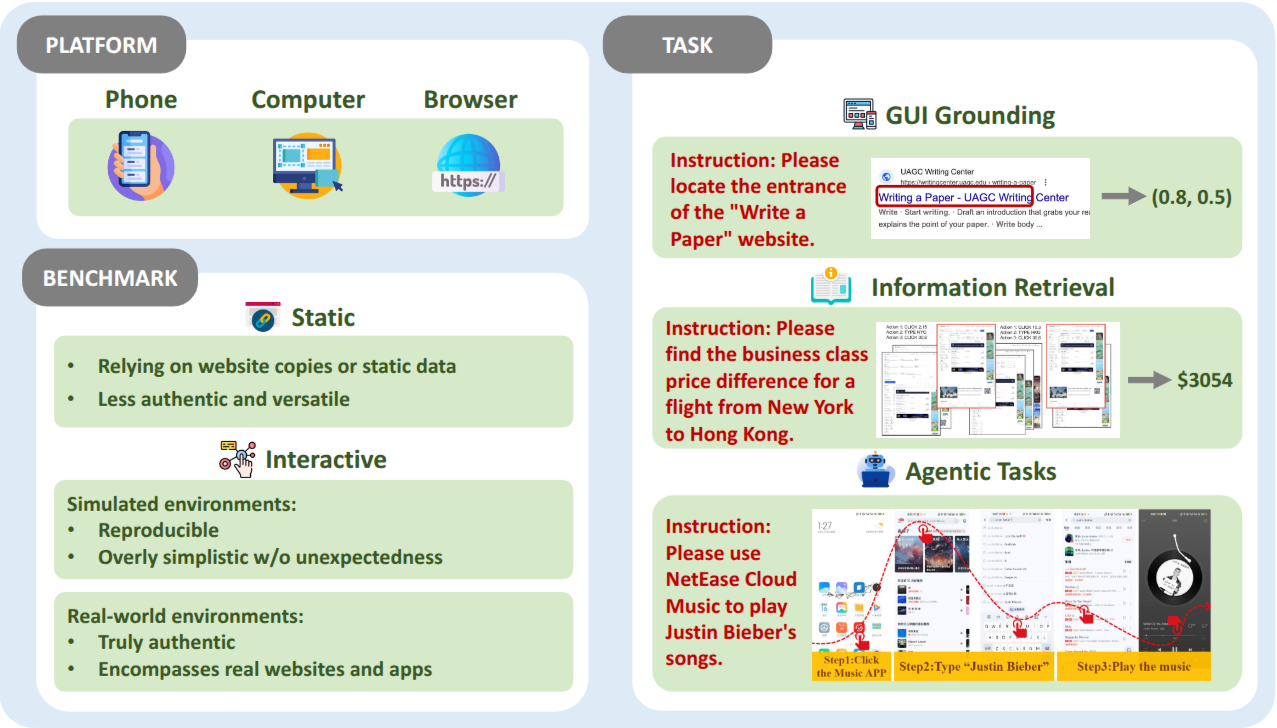 PLATFORM
Phone
Computer
Browser
https://
BENCHMARK
Static
• Relying on website copies or static data
• Less authentic and versatile
Interactive
Simulated environments:
• Reproducible
• Overly simplistic w/o unexpectedness
Real-world environments:
• Truly authentic
• Encompasses real websites and apps
TASK
GUI Grounding
Instruction: Please
locate the entrance
of the "Write a
Paper" website.
UAGC Writing Center
https://writingcenter.uagc.edu › writing-a-paper
Writing a Paper - UAGC Writing Center
Write · Start writing. · Draft an introduction that grabs your
explains the point of your paper. · Write body ...
(0.8, 0.5)
Information Retrieval
Instruction: Please
find the business class
price difference for a
flight from New York
to Hong Kong.
Action 1: CLICK
Action 2: TYPE NYC
Action 3: CLICK
Action 1: CLICK
Action 2: TYPE HKG
Action 3: CLICK
$3054
Agentic Tasks
Instruction:
Please use
NetEase Cloud
Music to play
Justin Bieber's
songs.
1:27
Step1:Click
the Music APP
Step2:Type “Justin Bieber”
Step3:Play the music